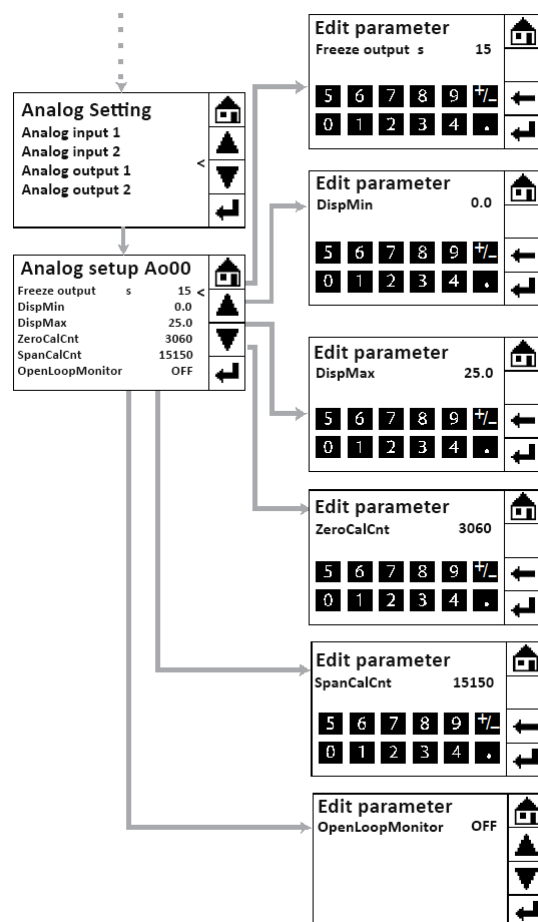 Analog Setting
Analog input 1
Analog input 2
Analog output 1 <
Analog output 2
Analog setup Ao00
Freeze output s 15 <
DispMin 0.0
DispMax 25.0
ZeroCalCnt 3060
SpanCalCnt 15150
OpenLoopMonitor OFF
Edit parameter
Freeze output s 15
5 6 7 8 9 +/-
0 1 2 3 4 .
Edit parameter
DispMin 0.0
5 6 7 8 9 +/-
0 1 2 3 4 .
Edit parameter
DispMax 25.0
5 6 7 8 9 +/-
0 1 2 3 4 .
Edit parameter
ZeroCalCnt 3060
5 6 7 8 9 +/-
0 1 2 3 4 .
Edit parameter
SpanCalCnt 15150
5 6 7 8 9 +/-
0 1 2 3 4 .
Edit parameter
OpenLoopMonitor OFF